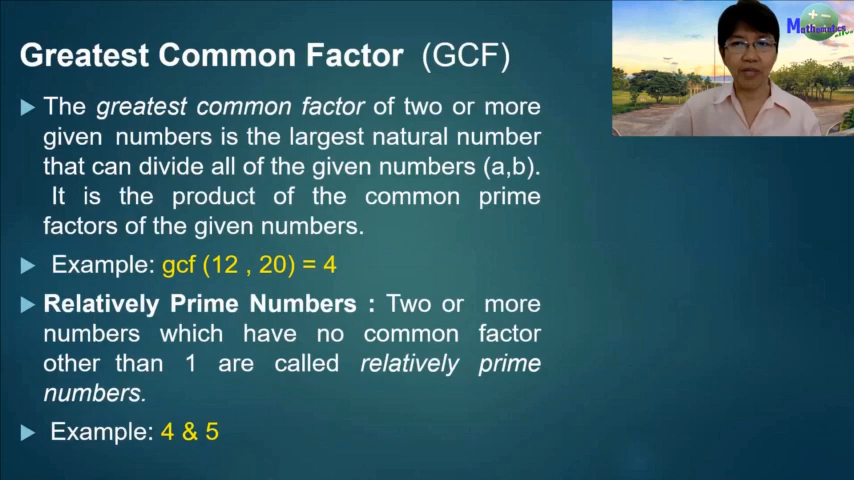 Greatest Common Factor (GCF)
The greatest common factor of two or more
given numbers is the largest natural number
that can divide all of the given numbers (a,b).
It is the product of the common prime
factors of the given numbers.
Example: gcf (12 , 20) = 4
Relatively Prime Numbers : Two or more
numbers which have no common factor
other than 1 are called relatively prime
numbers.
Example: 4 & 5
Mathematics